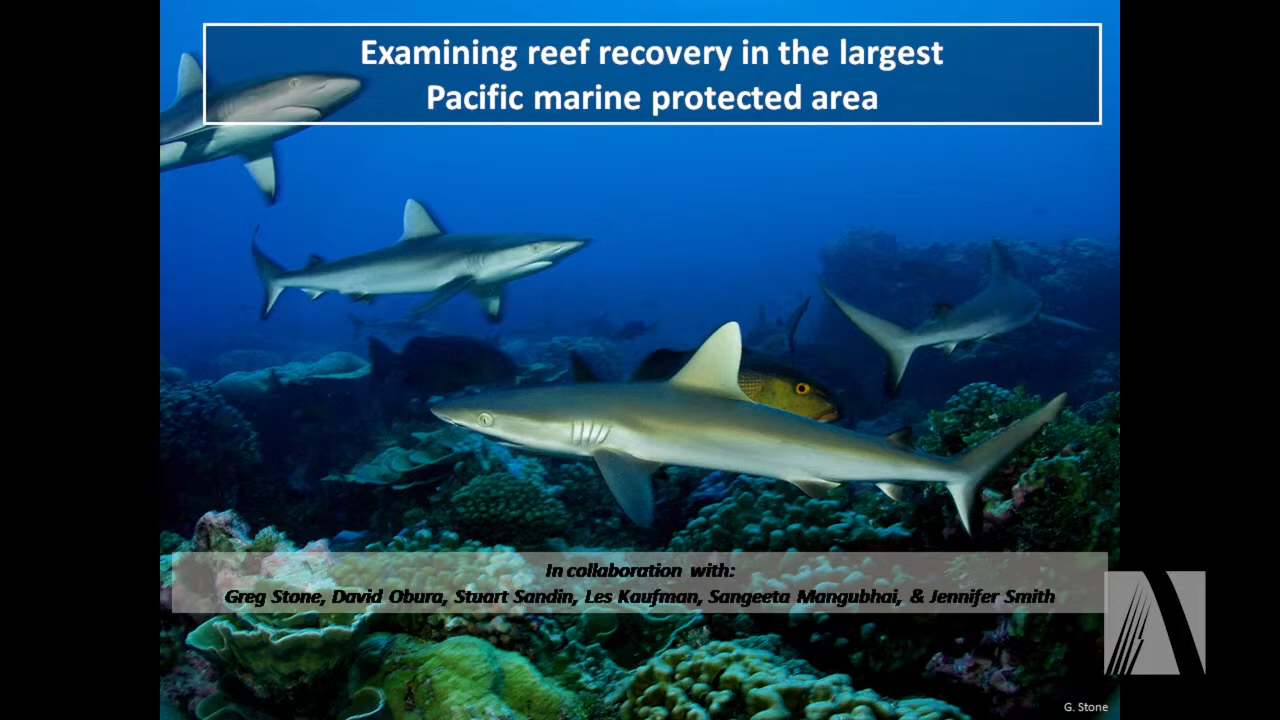 Examining reef recovery in the largest
Pacific marine protected area
In collaboration with:
Greg Stone, David Obura, Stuart Sandin, Les Kaufman, Sangeeta Mangubhai, & Jennifer Smith
G. Stone